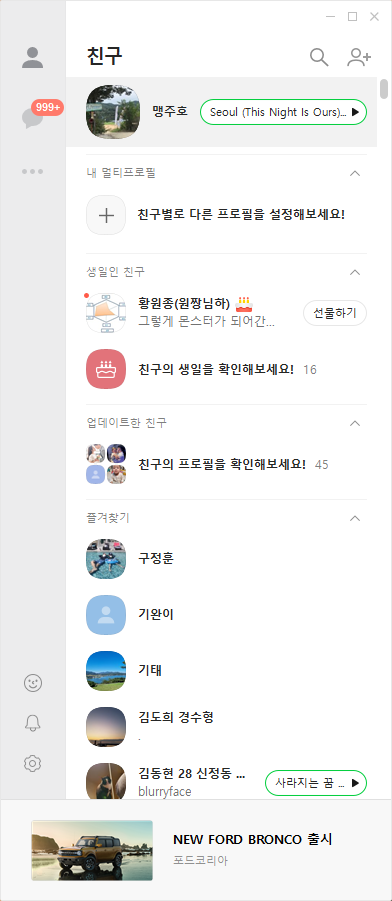 친구
999+
맹주호
Seoul (This Night Is Ours)...
내 멀티프로필
친구별로 다른 프로필을 설정해보세요!
생일인 친구
황원종(원짱님하)
그렇게 몬스터가 되어간...
선물하기
친구의 생일을 확인해보세요! 16
업데이트한 친구
친구의 프로필을 확인해보세요! 45
즐겨찾기
구정훈
기완이
기태
김도희 경수형
.
김동현 28 신정동 ...
blurryface
사라지는 꿈 ...
NEW FORD BRONCO 출시
포드코리아